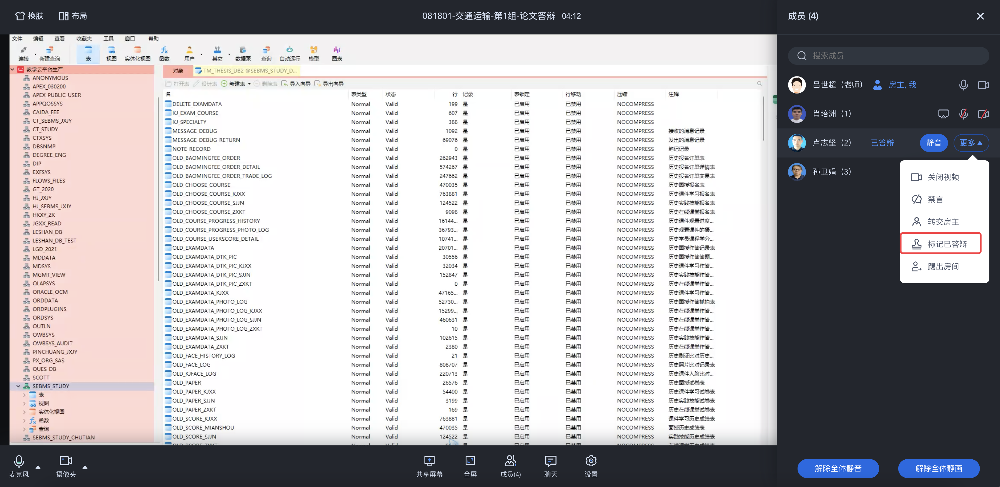 换肤 布局 081801-交通运输-第1组-论文答辩 04:12 成员 (4)
文件 编辑 查看 收藏夹 工具 窗口 帮助
连接 新建查询 表 视图 实体化视图 函数 用户 其它 数据泵 查询 自动运行 模型 图表
教学云平台生产
ANONYMOUS
APEX_030200
APEX_PUBLIC_USER
APPQOSSYS
CAIDA_FEE
CT_SEBMS_JXJY
CT_STUDY
CTXSYS
DBSNMP
DEGREE_ENG
DIP
EXFSYS
FLOWS_FILES
GT_2020
HJ_JXJY
HJ_SEBMS_JXJY
HKXY_ZK
JGXX_READ
LESHAN_DB
LESHAN_DB_TEST
LGD_2021
MDDATA
MDSYS
MGMT_VIEW
OLAPSYS
ORACLE_OCM
ORDDATA
ORDPLUGINS
ORDSYS
OUTLN
OWBSYS
OWBSYS_AUDIT
PINCHUANG_JXJY
PX_ORG_SAS
QUES_DB
SCOTT
SEBMS_STUDY
表
视图
实体化视图
函数
查询
SEBMS_STUDY_CHUTIAN
对象 TM_THESIS_DB2 @SEBMS_STUDY_D...
打开表 设计表 新建表 删除表 导入向导 导出向导
名 表类型 状态 行 记录 表锁定 行移动 压缩 注释
DELETE_EXAMDATA Normal Valid 199 是 已启用 已禁用 NOCOMPRESS
KJ_EXAM_COURSE Normal Valid 607 是 已启用 已禁用 NOCOMPRESS
KJ_SPECIALTY Normal Valid 388 是 已启用 已禁用 NOCOMPRESS
MESSAGE_DEBUG Normal Valid 1092 是 已启用 已禁用 NOCOMPRESS 接收的消息记录
MESSAGE_DEBUG_RETURN Normal Valid 69076 是 已启用 已禁用 NOCOMPRESS 发出的消息记录
NOTE_RECORD Normal Valid 0 是 已启用 已禁用 NOCOMPRESS 笔记记录
OLD_BAOMINGFEE_ORDER Normal Valid 262943 是 已启用 已禁用 NOCOMPRESS 历史报名订单表
OLD_BAOMINGFEE_ORDER_DETAIL Normal Valid 574267 是 已启用 已禁用 NOCOMPRESS 历史报名订单详情表
OLD_BAOMINGFEE_ORDER_TRADE_LOG Normal Valid 247662 是 已启用 已禁用 NOCOMPRESS 历史报名订单交易表
OLD_CHOOSE_COURSE Normal Valid 470035 是 已启用 已禁用 NOCOMPRESS 历史面授报名表
OLD_CHOOSE_COURSE_KJXX Normal Valid 763881 是 已启用 已禁用 NOCOMPRESS 历史课件学习报名表
OLD_CHOOSE_COURSE_SJJN Normal Valid 124522 是 已启用 已禁用 NOCOMPRESS 历史实践技能报名表
OLD_CHOOSE_COURSE_ZXKT Normal Valid 9098 是 已启用 已禁用 NOCOMPRESS 历史在线课堂报名表
OLD_COURSE_PROGRESS_HISTORY Normal Valid 16144... 是 已启用 已禁用 NOCOMPRESS 历史课件观看进度...
OLD_COURSE_PROGRESS_PHOTO_LOG Normal Valid 36793... 是 已启用 已禁用 NOCOMPRESS 历史观看课件的摄...
OLD_COURSE_USERSCORE_DETAIL Normal Valid 10741... 是 已启用 已禁用 NOCOMPRESS 历史学员课程学分...
OLD_EXAMDATA Normal Valid 20701... 是 已启用 已禁用 NOCOMPRESS 历史面授作答记录表
OLD_EXAMDATA_DTK_PIC Normal Valid 30556 是 已启用 已禁用 NOCOMPRESS 历史面授作答答题...
OLD_EXAMDATA_DTK_PIC_KJXX Normal Valid 32034 是 已启用 已禁用 NOCOMPRESS 历史课件学习作答...
OLD_EXAMDATA_DTK_PIC_SJJN Normal Valid 152847 是 已启用 已禁用 NOCOMPRESS 历史实践技能作答...
OLD_EXAMDATA_DTK_PIC_ZXKT Normal Valid 0 是 已启用 已禁用 NOCOMPRESS 历史在线课堂作答...
OLD_EXAMDATA_KJXX Normal Valid 47165... 是 已启用 已禁用 NOCOMPRESS 历史课件学习作答...
OLD_EXAMDATA_PHOTO_LOG Normal Valid 52730... 是 已启用 已禁用 NOCOMPRESS 历史面授作答抓拍表
OLD_EXAMDATA_PHOTO_LOG_KJXX Normal Valid 15299... 是 已启用 已禁用 NOCOMPRESS 历史在线课堂作答...
OLD_EXAMDATA_PHOTO_LOG_SJJN Normal Valid 460631 是 已启用 已禁用 NOCOMPRESS 历史在线课堂作答...
OLD_EXAMDATA_PHOTO_LOG_ZXKT Normal Valid 10 是 已启用 已禁用 NOCOMPRESS 历史在线课堂作答...
OLD_EXAMDATA_SJJN Normal Valid 102615 是 已启用 已禁用 NOCOMPRESS 历史实践技能作答...
OLD_EXAMDATA_ZXKT Normal Valid 2380 是 已启用 已禁用 NOCOMPRESS 历史在线课堂作答...
OLD_FACE_HISTORY_LOG Normal Valid 21 是 已启用 已禁用 NOCOMPRESS 历史刷证比对历史...
OLD_FACE_LOG Normal Valid 808707 是 已启用 已禁用 NOCOMPRESS 历史照片比对记录表
OLD_KJFACE_LOG Normal Valid 220713 是 已启用 已禁用 NOCOMPRESS 历史课件人脸比对...
OLD_PAPER Normal Valid 26576 是 已启用 已禁用 NOCOMPRESS 历史面授试卷表
OLD_PAPER_KJXX Normal Valid 54400 是 已启用 已禁用 NOCOMPRESS 历史课件学习试卷表
OLD_PAPER_SJJN Normal Valid 3199 是 已启用 已禁用 NOCOMPRESS 历史实践技能试卷表
OLD_PAPER_ZXKT Normal Valid 169 是 已启用 已禁用 NOCOMPRESS 历史在线课堂试卷表
OLD_SCORE_KJXX Normal Valid 763881 是 已启用 已禁用 NOCOMPRESS 课件学习历史成绩表
OLD_SCORE_MIANSHOU Normal Valid 470035 是 已启用 已禁用 NOCOMPRESS 面授历史成绩表
OLD_SCORE_SJJN Normal Valid 124522 是 已启用 已禁用 NOCOMPRESS 实践技能历史成绩表
搜索成员
吕世超（老师） 房主, 我
肖培洲（1）
卢志坚（2） 已答辩 静音 更多
孙卫娟（3）
关闭视频
禁言
转交房主
标记已答辩
踢出房间
麦克风 摄像头 共享屏幕 全屏 成员(4) 聊天 设置
解除全体静音 解除全体静画